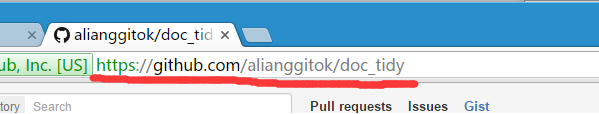 alianggitok/doc_tid
ub, Inc. [US] https://github.com/alianggitok/doc_tidy
tory Search Pull requests Issues Gist